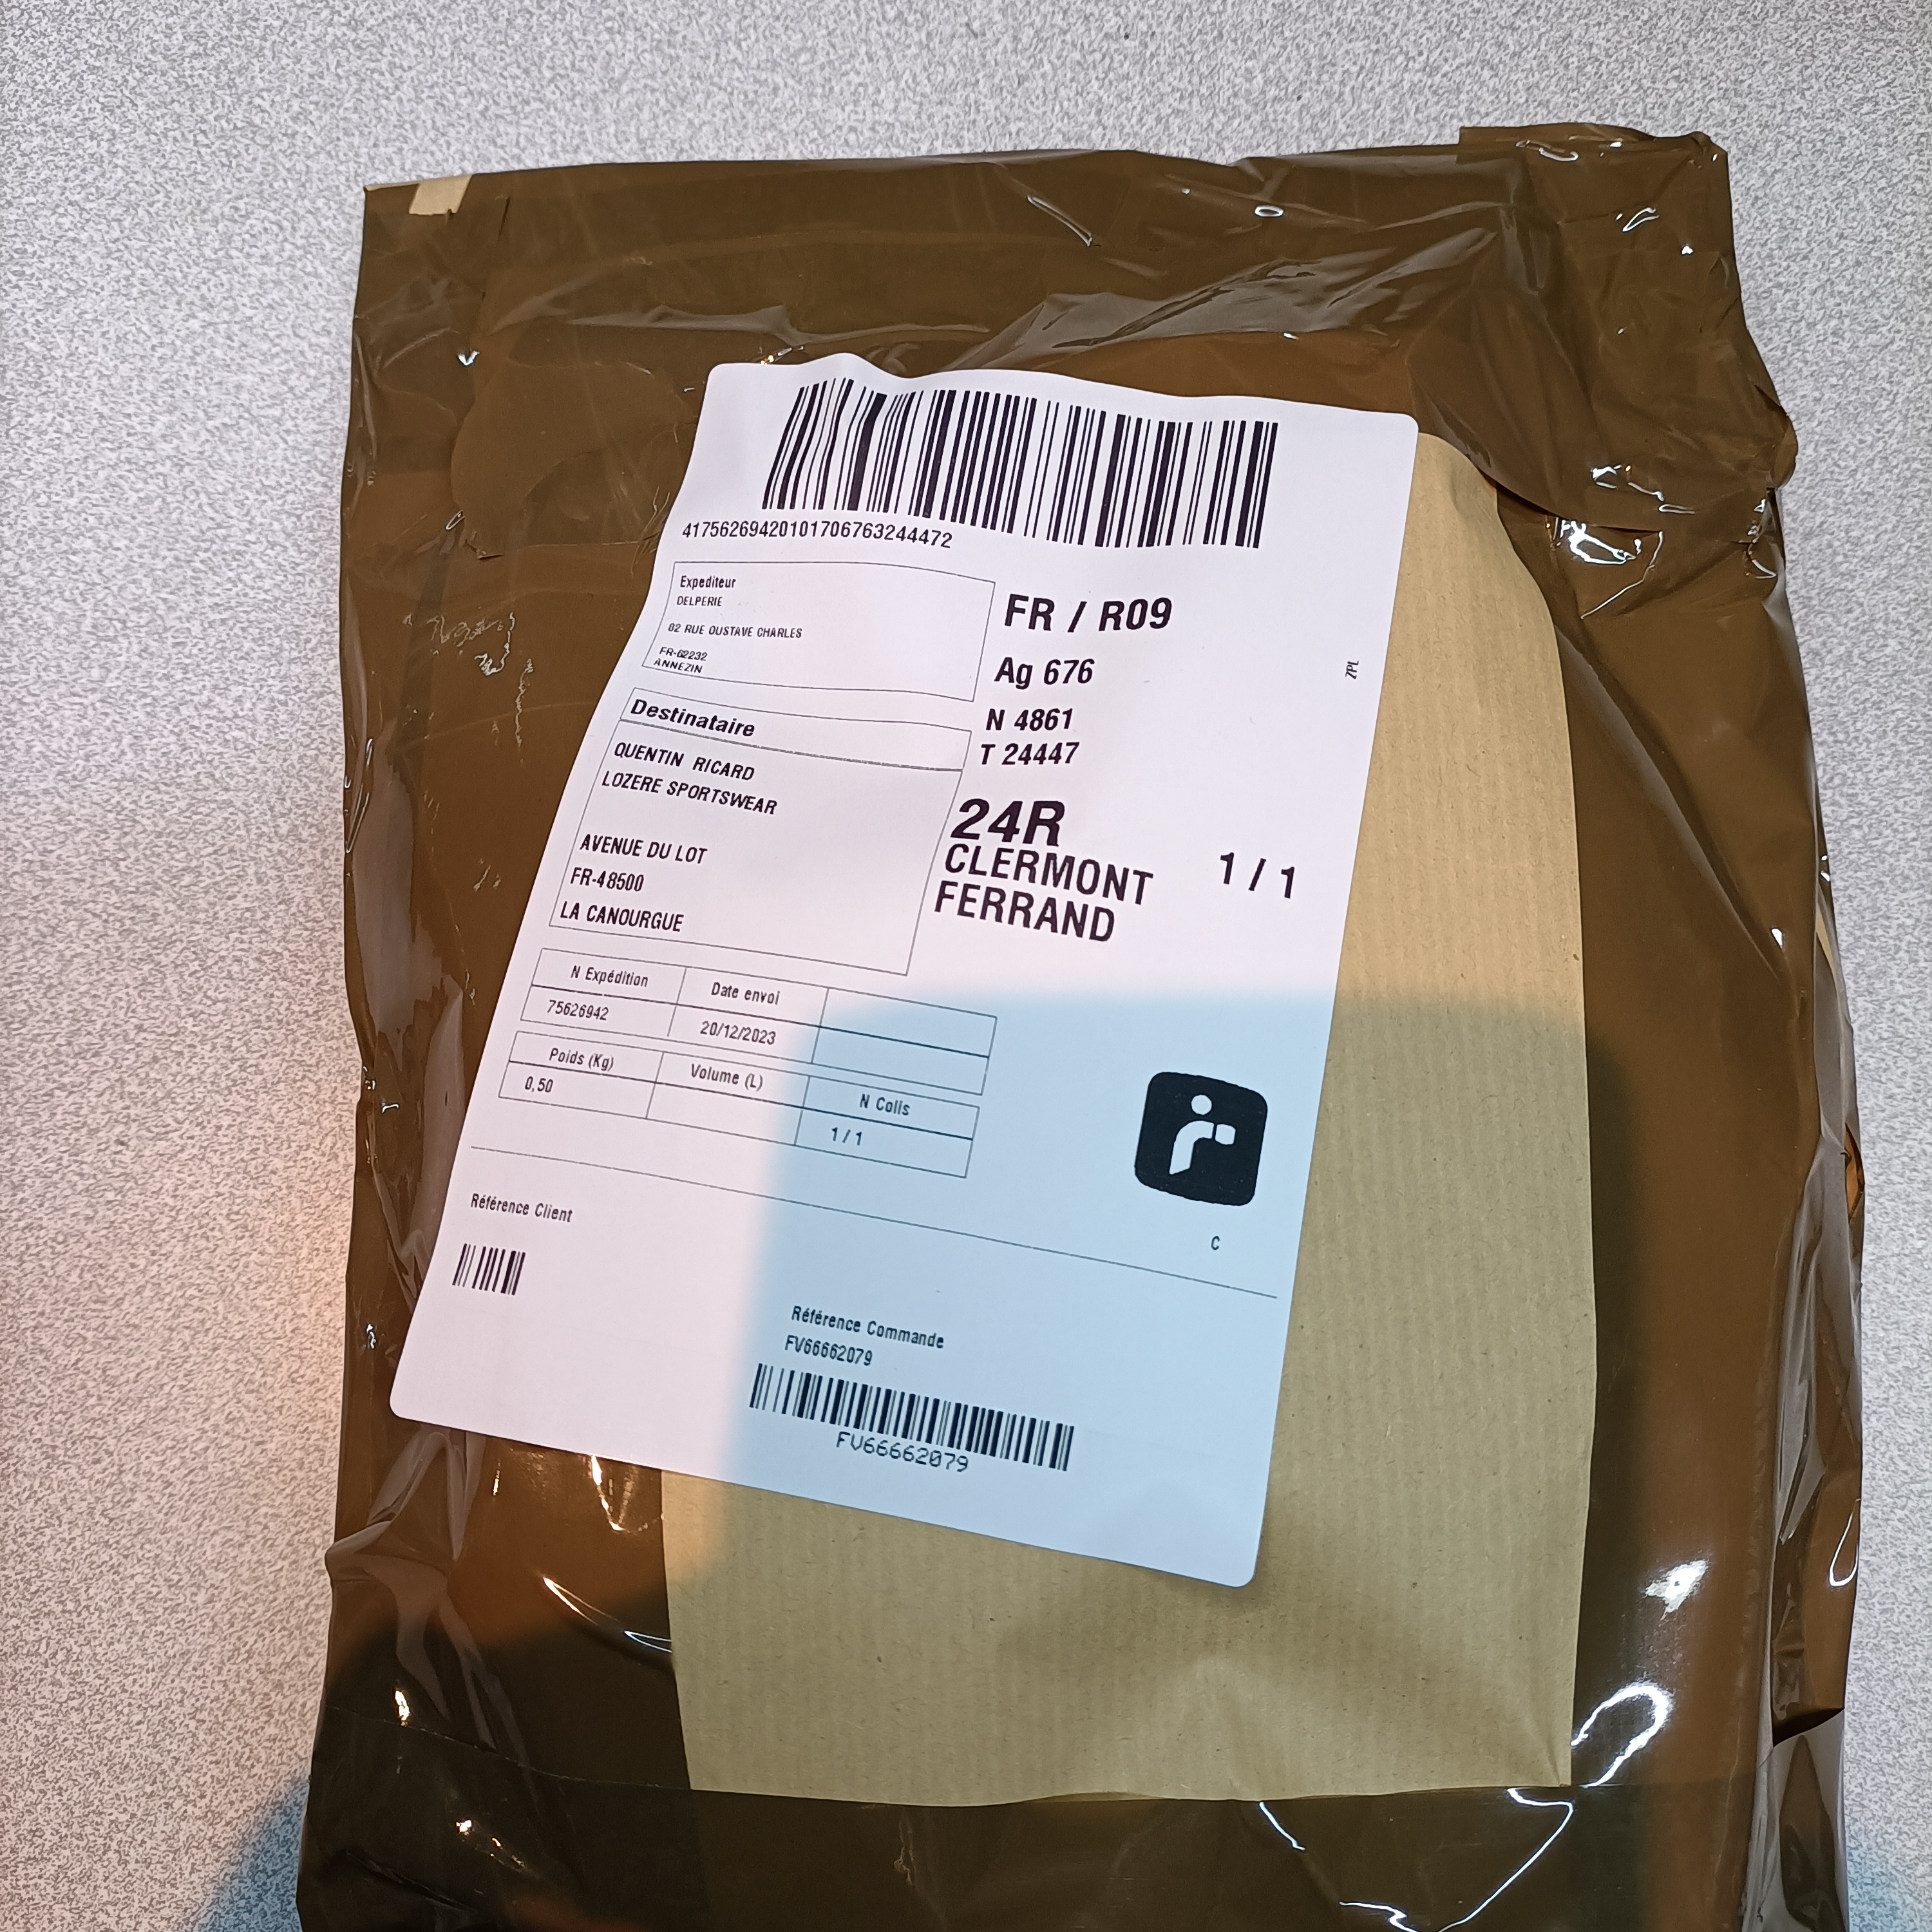 41756269420101706763244472
Expediteur
DELPERIE
82 RUE OUSTAVE CHARLES
FR-62232
ANNEZIN
FR / R09
Ag 676
N 4861
T 24447
ZPL
Destinataire
QUENTIN RICARD
LOZERE SPORTSWEAR
AVENUE DU LOT
FR-48500
LA CANOURGUE
24R
CLERMONT
FERRAND
1 / 1
N Expédition
Date envoi
75626942
20/12/2023
Poids (Kg)
Volume (L)
N Colis
0,50
1 / 1
C
Référence Client
Référence Commande
FV66662079
FV66662079